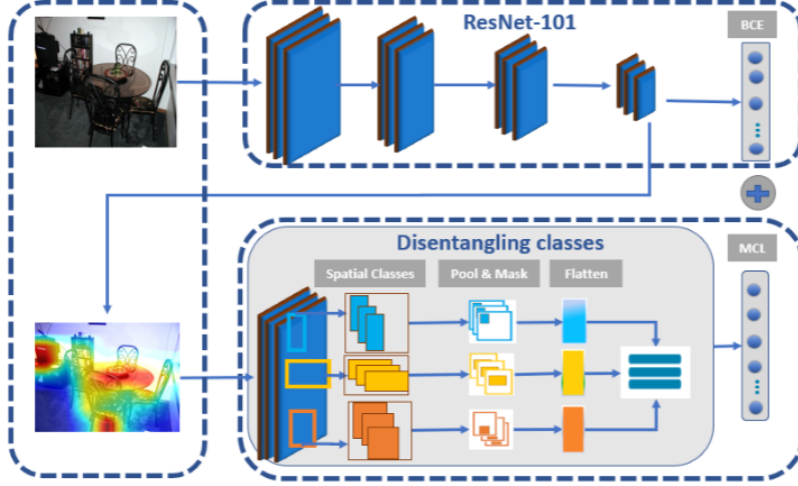 ResNet-101
BCE
Disentangling classes
MCL
Spatial Classes
Pool & Mask
Flatten